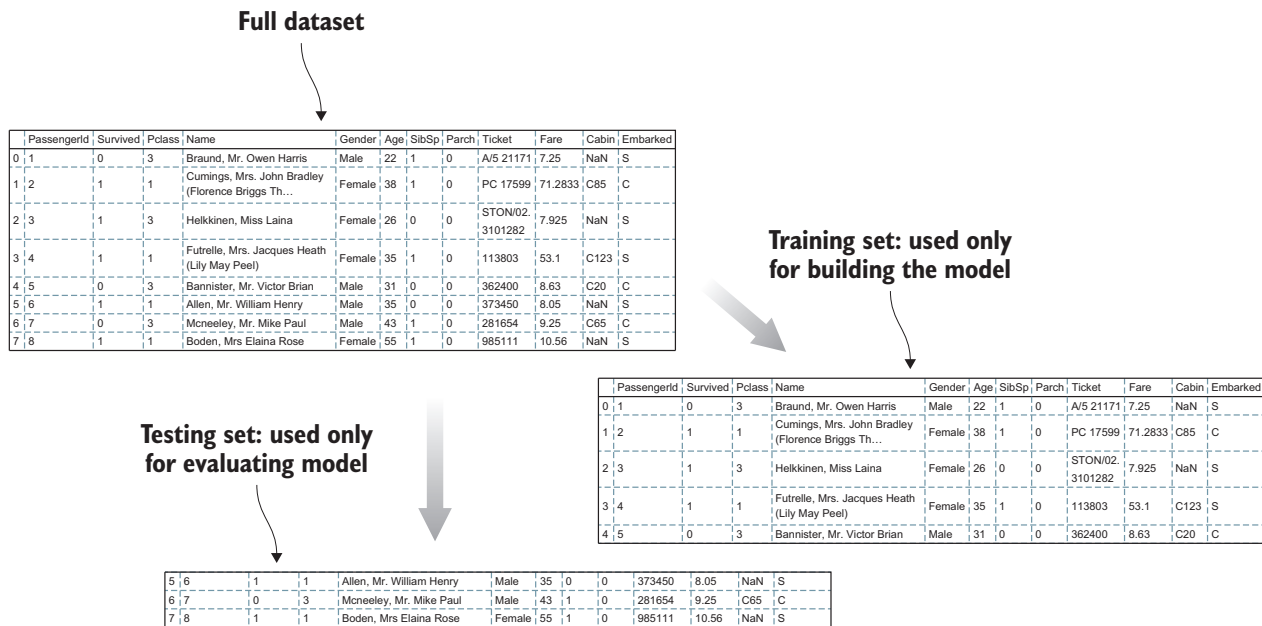 Full dataset
PassengerId Survived Pclass Name Gender Age SibSp Parch Ticket Fare Cabin Embarked
0 1 0 3 Braund, Mr. Owen Harris Male 22 1 0 A/5 21171 7.25 NaN S
1 2 1 1 Cumings, Mrs. John Bradley (Florence Briggs Th... Female 38 1 0 PC 17599 71.2833 C85 C
2 3 1 3 Helkkinen, Miss Laina Female 26 0 0 STON/02. 3101282 7.925 NaN S
3 4 1 1 Futrelle, Mrs. Jacques Heath (Lily May Peel) Female 35 1 0 113803 53.1 C123 S
4 5 0 3 Bannister, Mr. Victor Brian Male 31 0 0 362400 8.63 C20 C
5 6 1 1 Allen, Mr. William Henry Male 35 0 0 373450 8.05 NaN S
6 7 0 3 Mcneeley, Mr. Mike Paul Male 43 1 0 281654 9.25 C65 C
7 8 1 1 Boden, Mrs Elaina Rose Female 55 1 0 985111 10.56 NaN S
Training set: used only
for building the model
PassengerId Survived Pclass Name Gender Age SibSp Parch Ticket Fare Cabin Embarked
0 1 0 3 Braund, Mr. Owen Harris Male 22 1 0 A/5 21171 7.25 NaN S
1 2 1 1 Cumings, Mrs. John Bradley (Florence Briggs Th... Female 38 1 0 PC 17599 71.2833 C85 C
2 3 1 3 Helkkinen, Miss Laina Female 26 0 0 STON/02. 3101282 7.925 NaN S
3 4 1 1 Futrelle, Mrs. Jacques Heath (Lily May Peel) Female 35 1 0 113803 53.1 C123 S
4 5 0 3 Bannister, Mr. Victor Brian Male 31 0 0 362400 8.63 C20 C
Testing set: used only
for evaluating model
5 6 1 1 Allen, Mr. William Henry Male 35 0 0 373450 8.05 NaN S
6 7 0 3 Mcneeley, Mr. Mike Paul Male 43 1 0 281654 9.25 C65 C
7 8 1 1 Boden, Mrs Elaina Rose Female 55 1 0 985111 10.56 NaN S